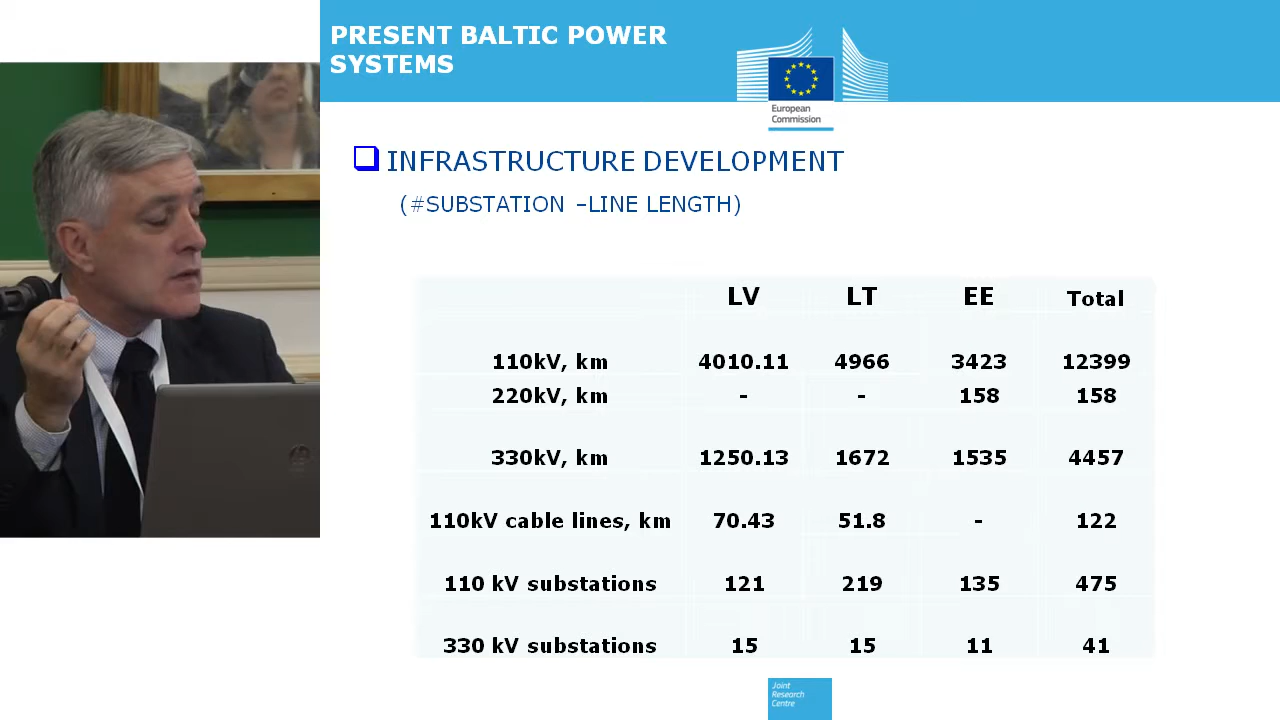 PRESENT BALTIC POWER
SYSTEMS
European
Commission
INFRASTRUCTURE DEVELOPMENT
(#SUBSTATION –LINE LENGTH)
LV LT EE Total
110kV, km 4010.11 4966 3423 12399
220kV, km - - 158 158
330kV, km 1250.13 1672 1535 4457
110kV cable lines, km 70.43 51.8 - 122
110 kV substations 121 219 135 475
330 kV substations 15 15 11 41
Joint
Research
Centre